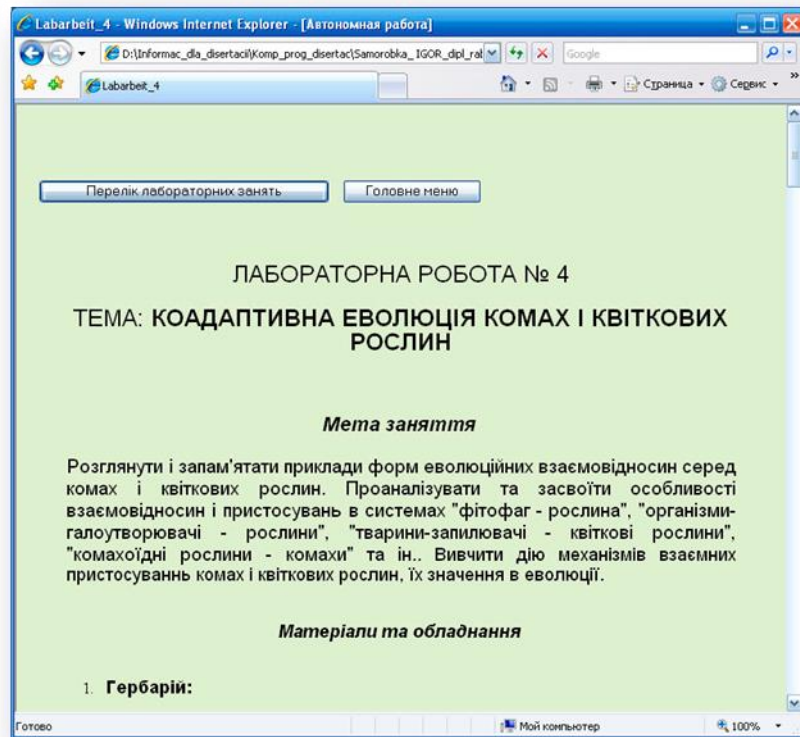 Labarbeit_4 - Windows Internet Explorer - [Автономная работа]
D:\Informac_dla_disertacii\Komp_prog_disertac\Samorobka_IGOR_dipl_rab
Google
Labarbeit_4
Страница
Сервис
»
Перелік лабораторних занять
Головне меню
ЛАБОРАТОРНА РОБОТА № 4
ТЕМА: КОАДАПТИВНА ЕВОЛЮЦІЯ КОМАХ І КВІТКОВИХ
РОСЛИН
Мета заняття
Розглянути і запам'ятати приклади форм еволюційних взаємовідносин серед
комах і квіткових рослин. Проаналізувати та засвоїти особливості
взаємовідносин і пристосувань в системах "фітофаг - рослина", "організми-
галоутворювачі - рослини", "тварини-запилювачі - квіткові рослини",
"комахоїдні рослини - комахи" та ін.. Вивчити дію механізмів взаємних
пристосуваннь комах і квіткових рослин, їх значення в еволюції.
Матеріали та обладнання
1. Гербарій:
Готово
Мой компьютер
100%